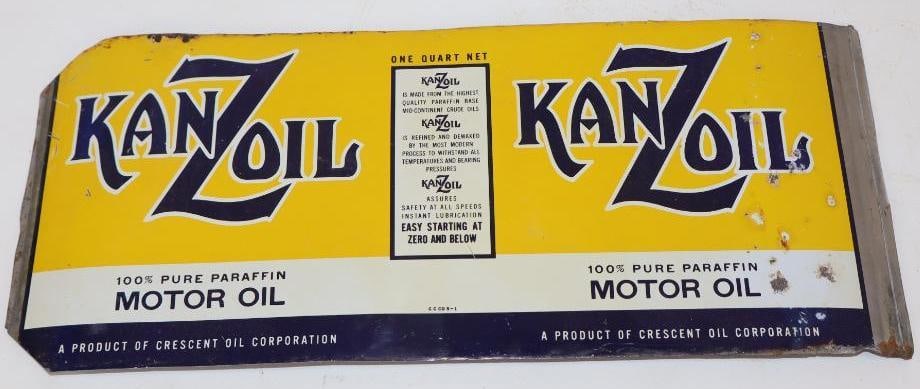 KANZOIL
100% PURE PARAFFIN
MOTOR OIL
A PRODUCT OF CRESCENT OIL CORPORATION
ONE QUART NET
KANZOIL
IS MADE FROM THE HIGHEST
QUALITY PARAFFIN BASE
MID-CONTINENT CRUDE OILS
KANZOIL
IS REFINED AND DEWAXED
BY THE MOST MODERN
PROCESS TO WITHSTAND ALL
TEMPERATURES AND BEARING
PRESSURES
KANZOIL
ASSURES
SAFETY AT ALL SPEEDS
INSTANT LUBRICATION
EASY STARTING AT
ZERO AND BELOW
KANZOIL
100% PURE PARAFFIN
MOTOR OIL
A PRODUCT OF CRESCENT OIL CORPORATION